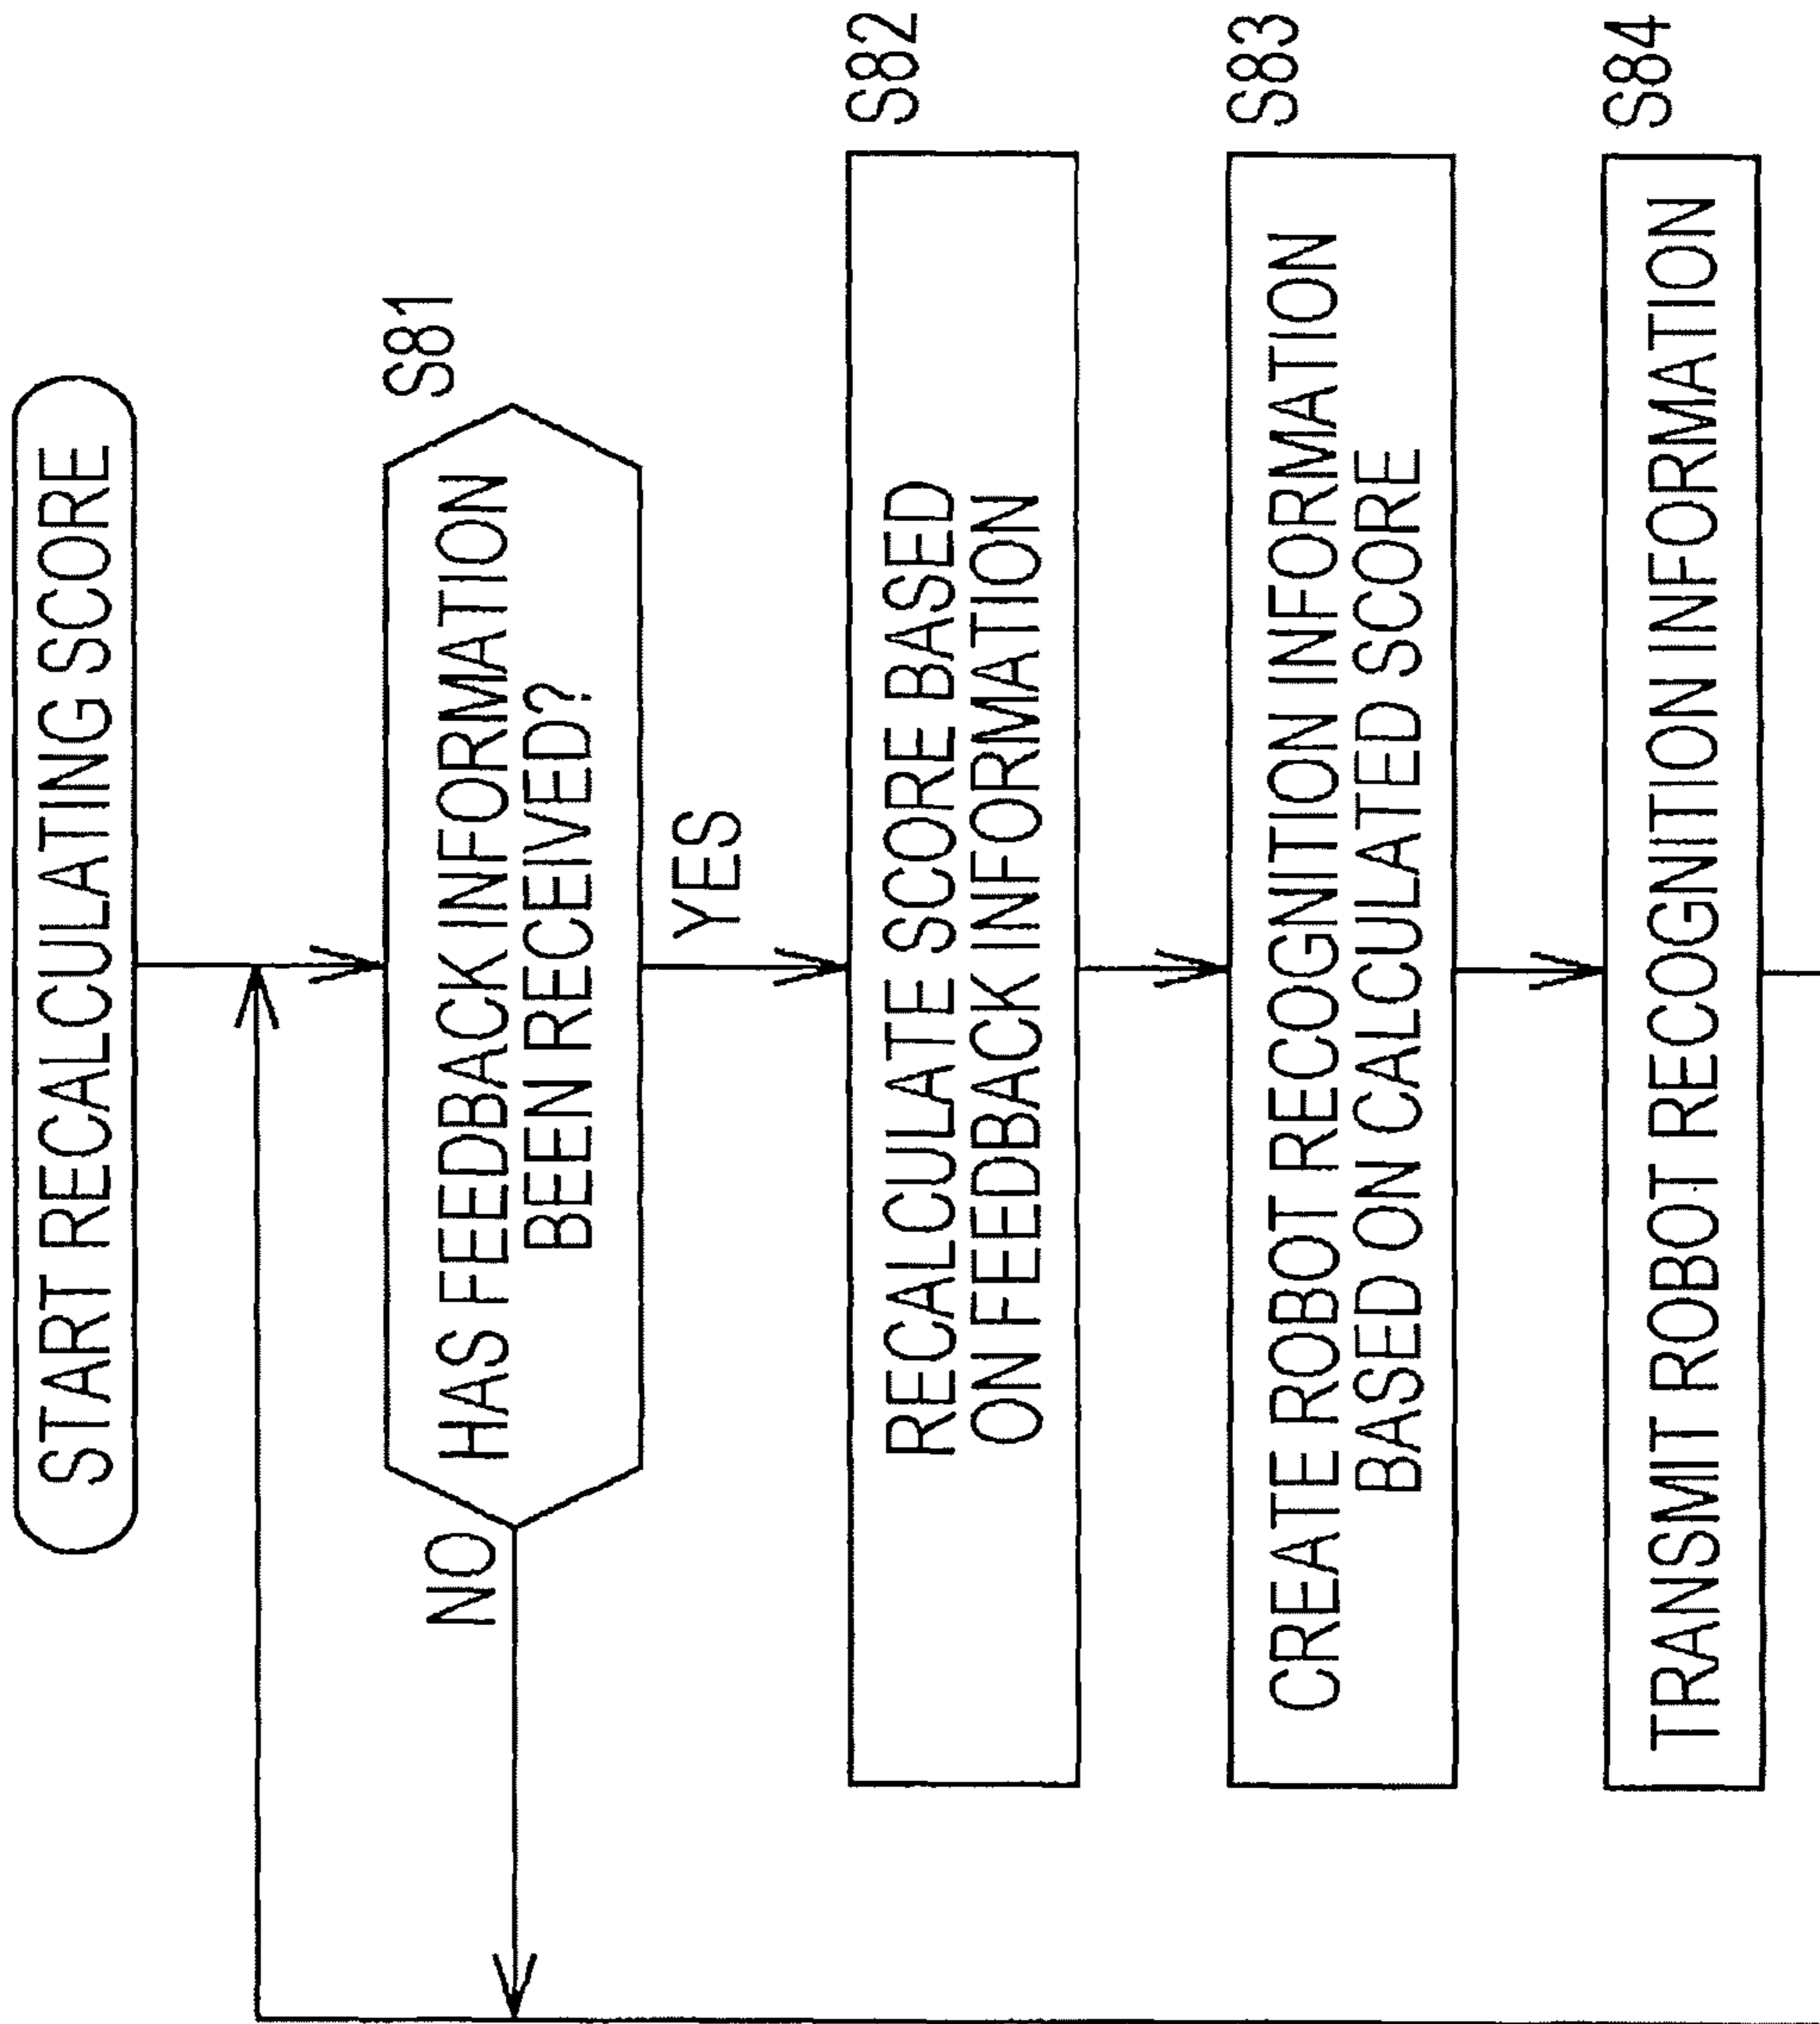 START RECALCULATING SCORE
S81
HAS FEEDBACK INFORMATION
BEEN RECEIVED?
NO
YES
S82
RECALCULATE SCORE BASED
ON FEEDBACK INFORMATION
S83
CREATE ROBOT RECOGNITION INFORMATION
BASED ON CALCULATED SCORE
S84
TRANSMIT ROBOT RECOGNITION INFORMATION